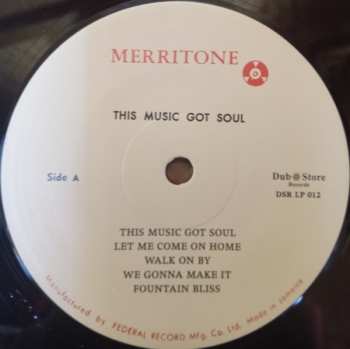 MERRITONE
THIS MUSIC GOT SOUL
Side A
Dub Store
Records
DSR LP 012
THIS MUSIC GOT SOUL
LET ME COME ON HOME
WALK ON BY
WE GONNA MAKE IT
FOUNTAIN BLISS
Manufactured by FEDERAL RECORD Mfg. Co. Ltd. Made in Jamaica